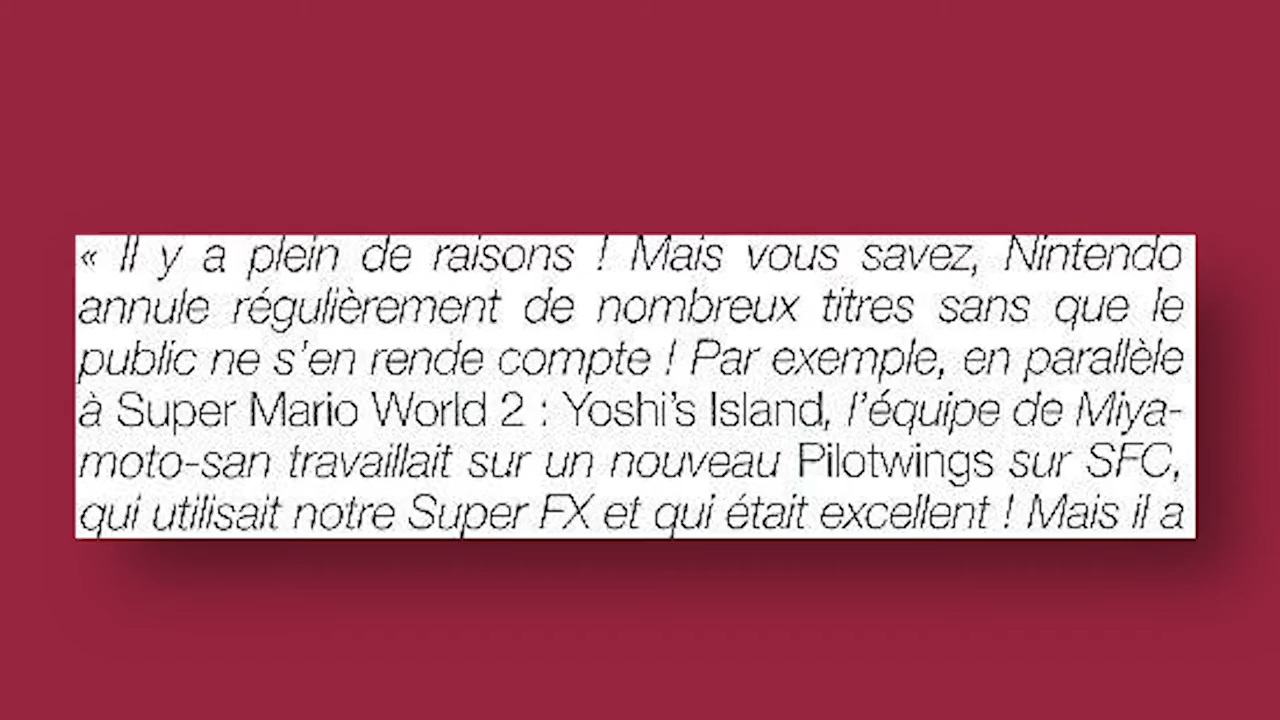 « Il y a plein de raisons ! Mais vous savez, Nintendo
annule régulièrement de nombreux titres sans que le
public ne s'en rende compte ! Par exemple, en parallèle
à Super Mario World 2 : Yoshi's Island, l'équipe de Miya-
moto-san travaillait sur un nouveau Pilotwings sur SFC,
qui utilisait notre Super FX et qui était excellent ! Mais il a